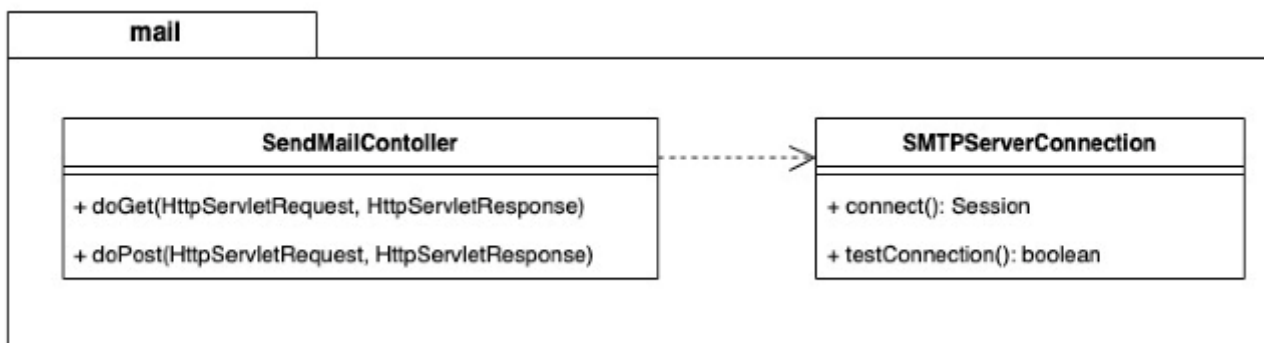 mail
SendMailContoller
+ doGet(HttpServletRequest, HttpServletResponse)
+ doPost(HttpServletRequest, HttpServletResponse)
SMTPServerConnection
+ connect(): Session
+ testConnection(): boolean